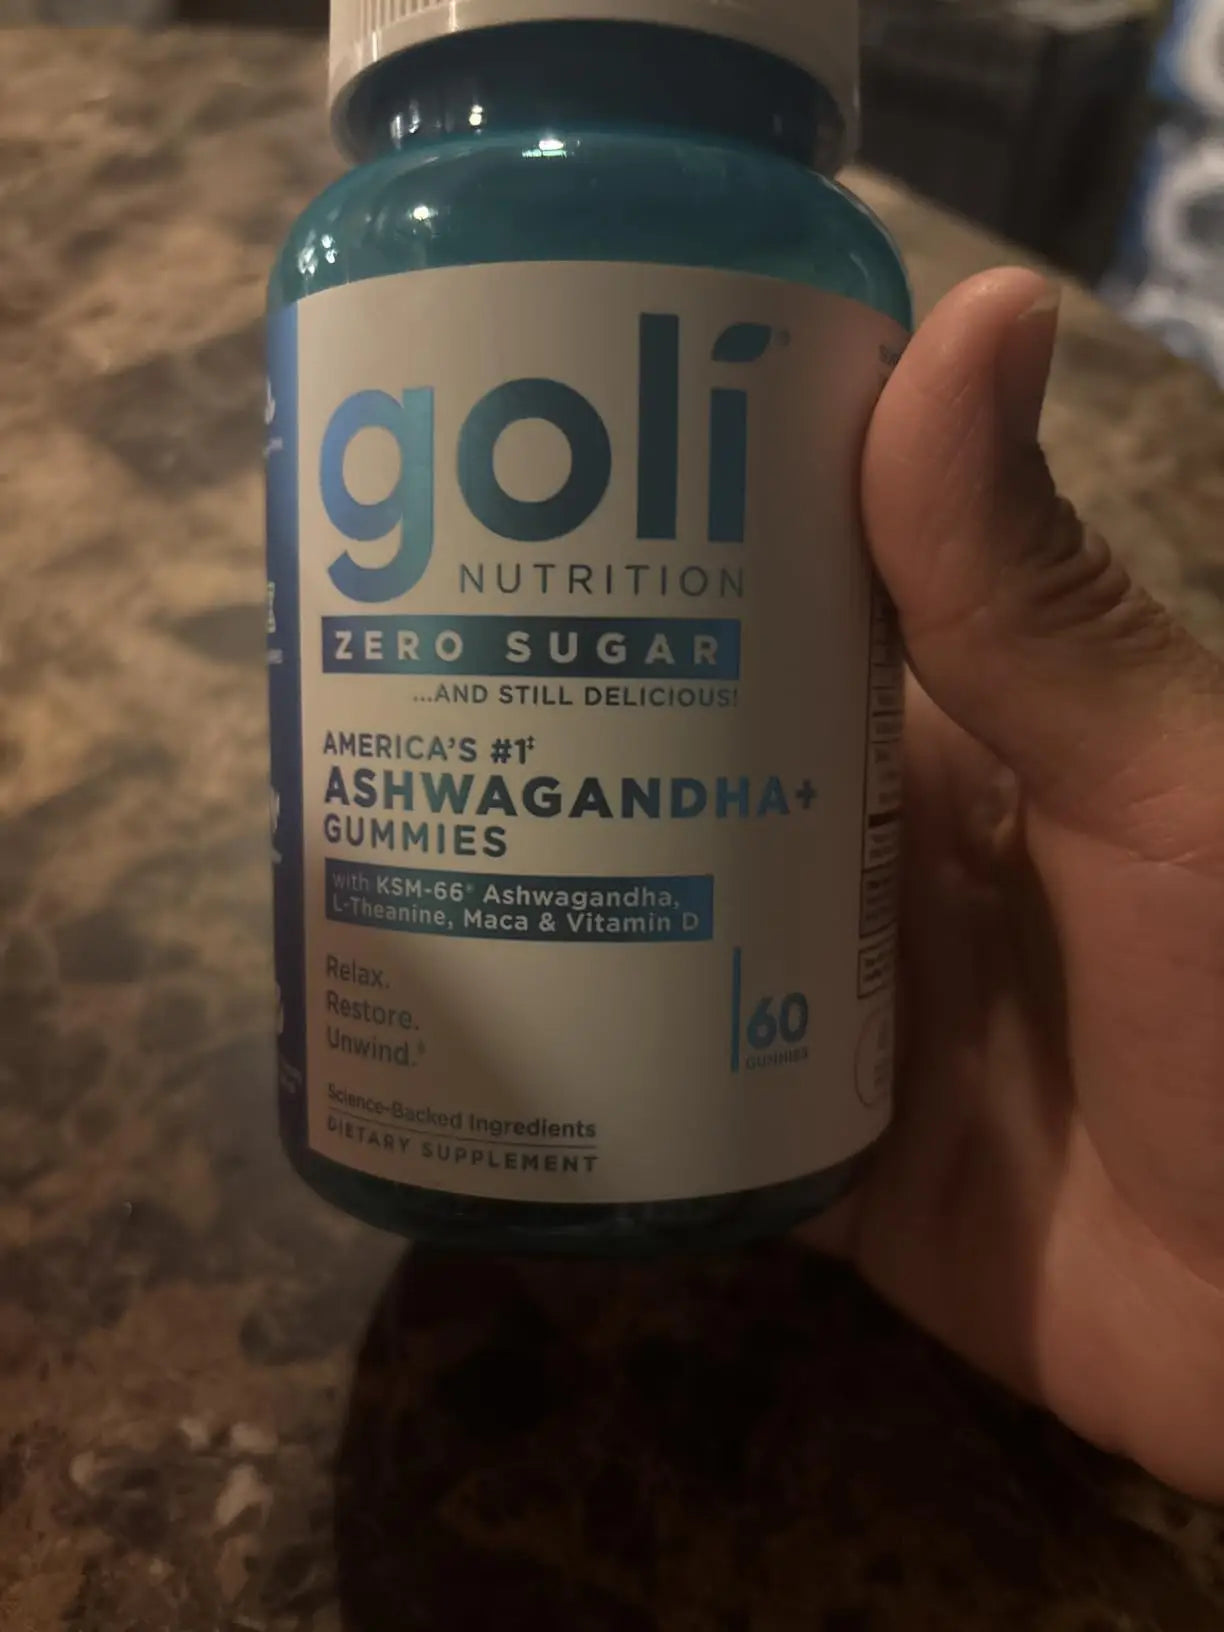 goli®
NUTRITION
ZERO SUGAR
...AND STILL DELICIOUS!
AMERICA'S #1‡
ASHWAGANDHA+
GUMMIES
with KSM-66® Ashwagandha,
L-Theanine, Maca & Vitamin D
Relax.
Restore.
Unwind.
60
GUMMIES
Science-Backed Ingredients
DIETARY SUPPLEMENT